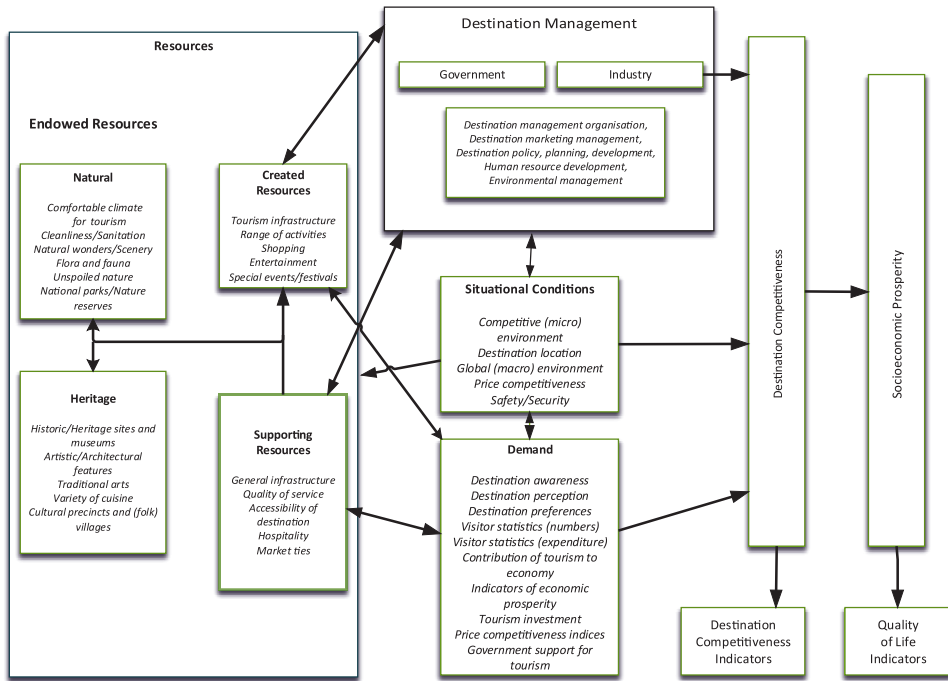 Resources
Endowed Resources
Natural
Comfortable climate
for tourism
Cleanliness/Sanitation
Natural wonders/Scenery
Flora and fauna
Unspoiled nature
National parks/Nature
reserves
Heritage
Historic/Heritage sites and
museums
Artistic/Architectural
features
Traditional arts
Variety of cuisine
Cultural precincts and (folk)
villages
Created
Resources
Tourism infrastructure
Range of activities
Shopping
Entertainment
Special events/festivals
Supporting
Resources
General infrastructure
Quality of service
Accessibility of
destination
Hospitality
Market ties
Destination Management
Government
Industry
Destination management organisation,
Destination marketing management,
Destination policy, planning, development,
Human resource development,
Environmental management
Situational Conditions
Competitive (micro)
environment
Destination location
Global (macro) environment
Price competitiveness
Safety/Security
Demand
Destination awareness
Destination perception
Destination preferences
Visitor statistics (numbers)
Visitor statistics (expenditure)
Contribution of tourism to
economy
Indicators of economic
prosperity
Tourism investment
Price competitiveness indices
Government support for
tourism
Destination Competitiveness
Socioeconomic Prosperity
Destination
Competitiveness
Indicators
Quality
of Life
Indicators